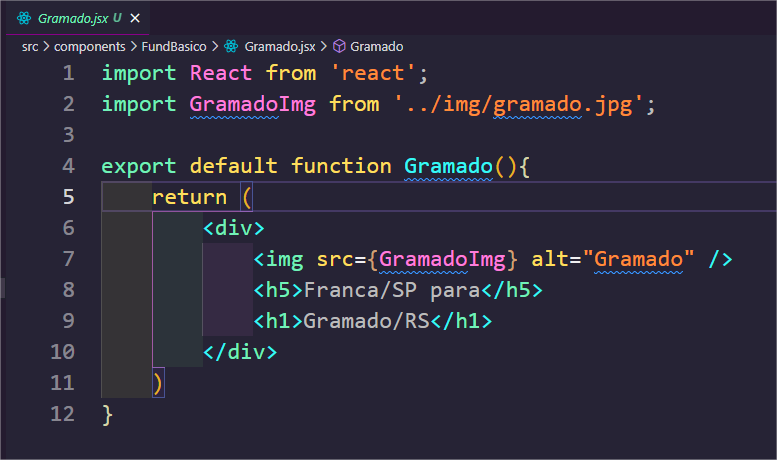 Gramado.jsx U ×
src > components > FundBasico > Gramado.jsx > Gramado
1 import React from 'react';
2 import GramadoImg from '../img/gramado.jpg';
3
4 export default function Gramado(){
5 return (
6 <div>
7 <img src={GramadoImg} alt="Gramado" />
8 <h5>Franca/SP para</h5>
9 <h1>Gramado/RS</h1>
10 </div>
11 )
12 }